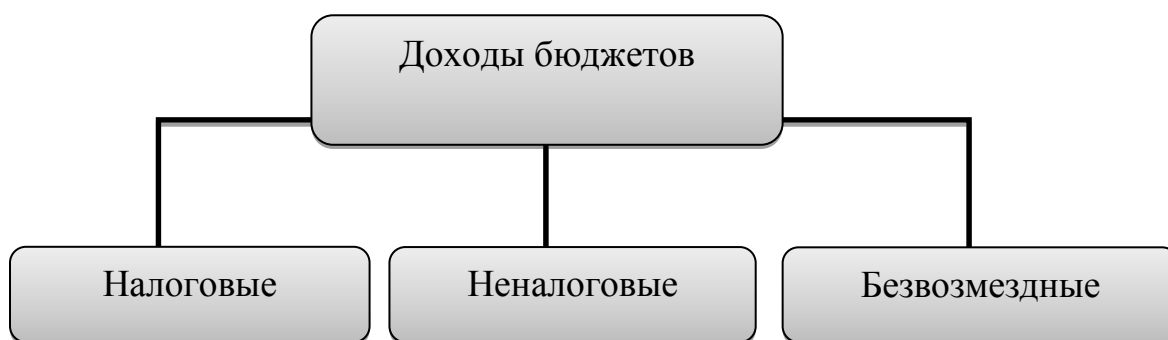 Доходы бюджетов
Налоговые
Неналоговые
Безвозмездные